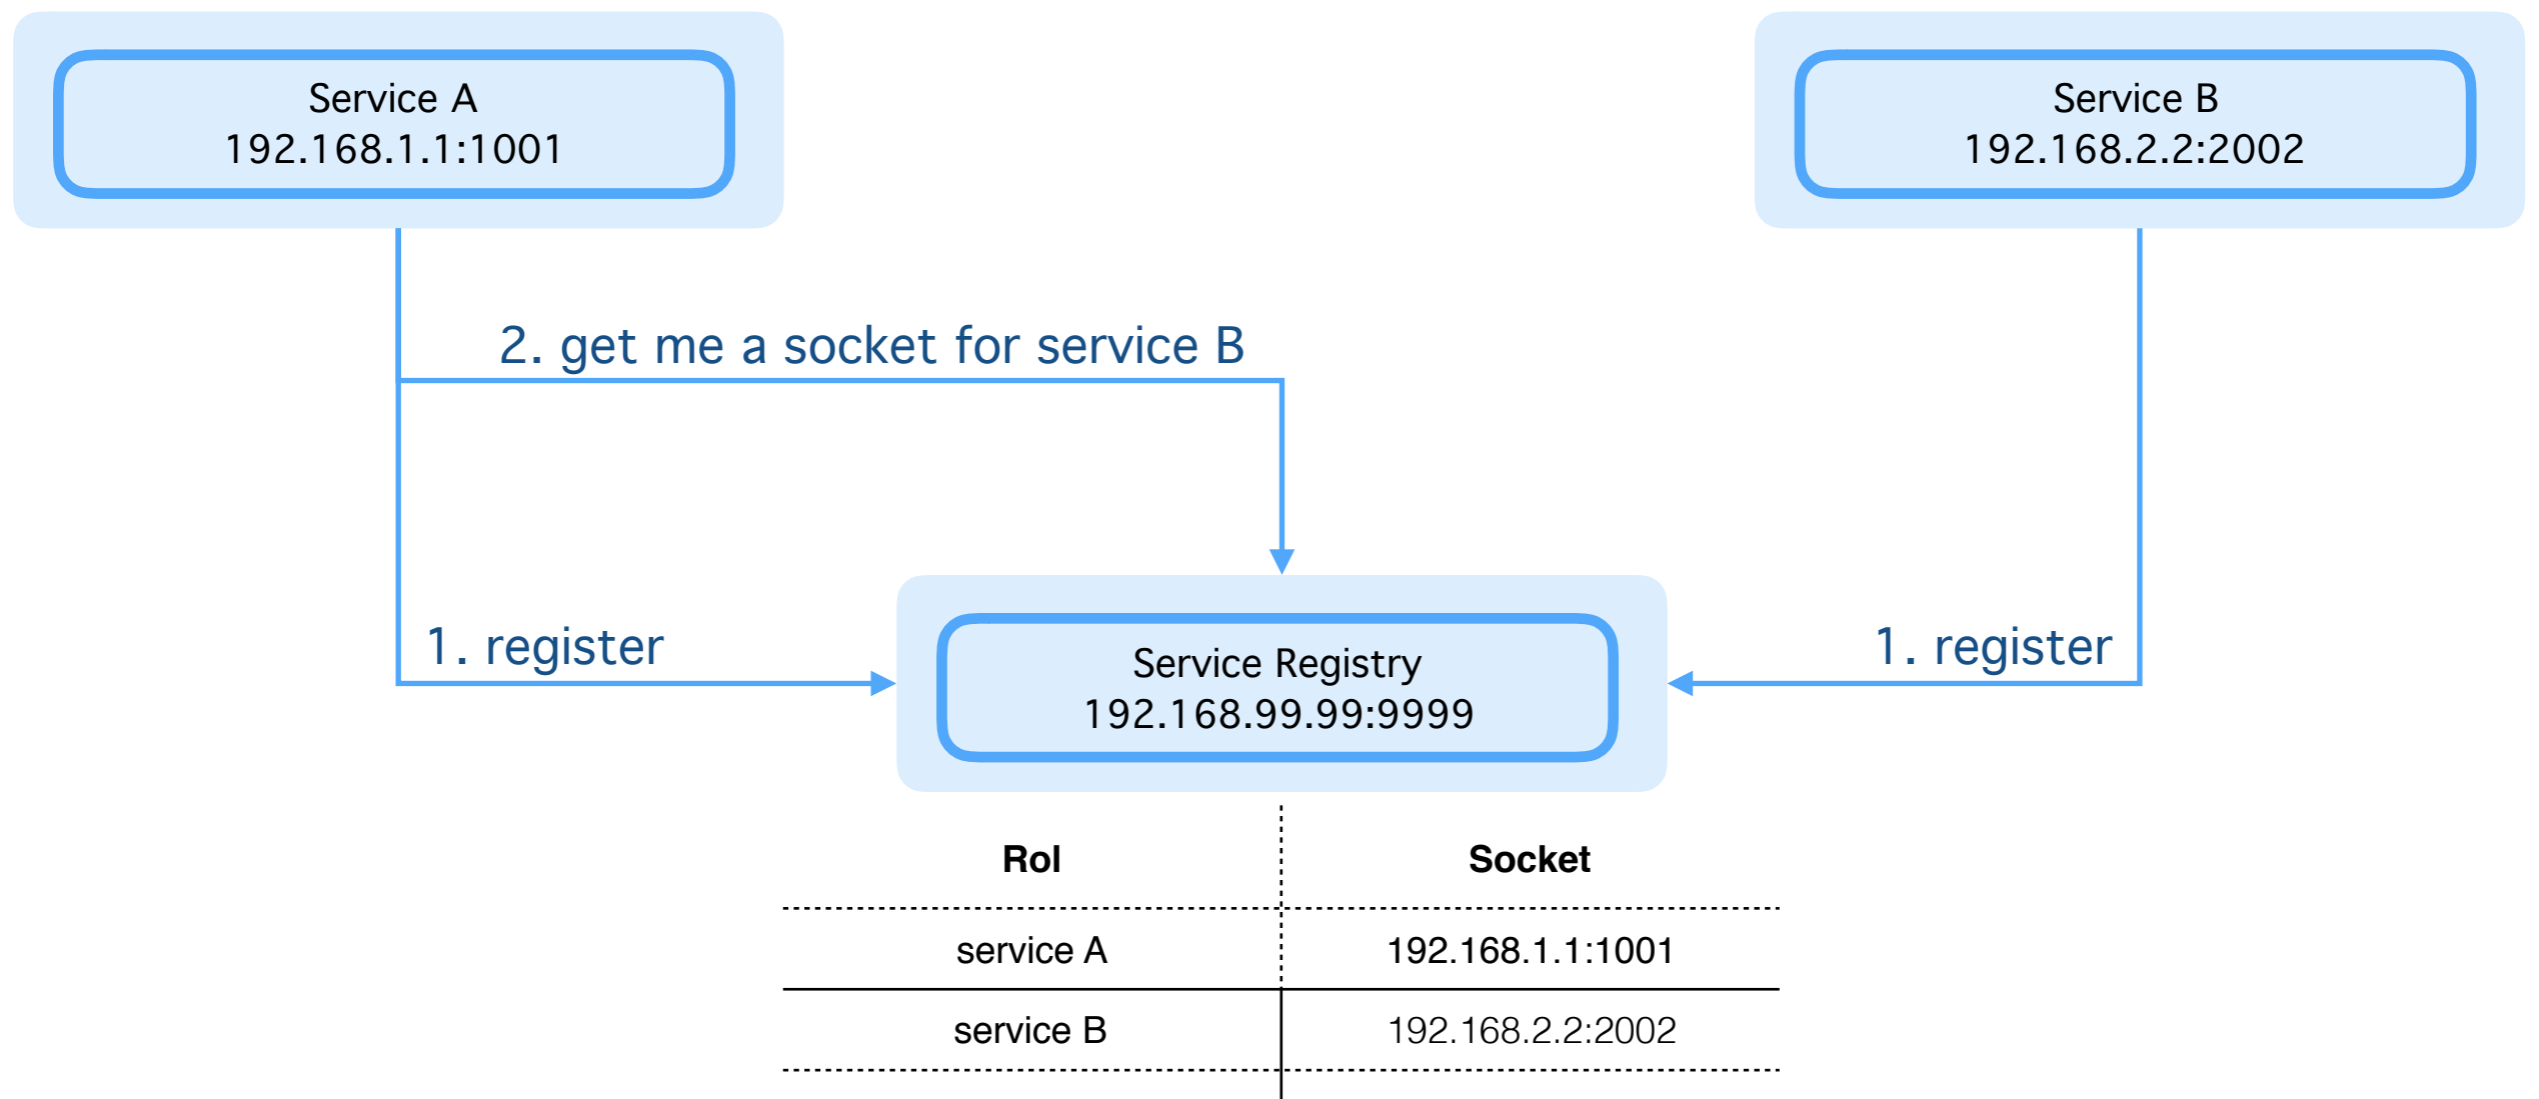 Service A
192.168.1.1:1001
Service B
192.168.2.2:2002
2. get me a socket for service B
1. register
1. register
Service Registry
192.168.99.99:9999
Rol
Socket
service A
192.168.1.1:1001
service B
192.168.2.2:2002